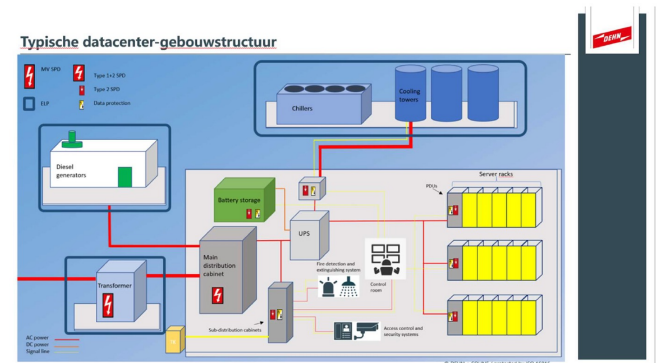 Typische datacenter-gebouwstructuur
DEHN
MV SPD
Type 1+2 SPD
Type 2 SPD
ELP
Data protection
Chillers
Cooling
towers
Diesel
generators
Server racks
PDUs
Battery storage
UPS
Main
distribution
cabinet
Fire detection and
extinguishing system
Control
room
Transformer
Sub-distribution cabinets
Access control and
security systems
AC power
DC power
Signal line